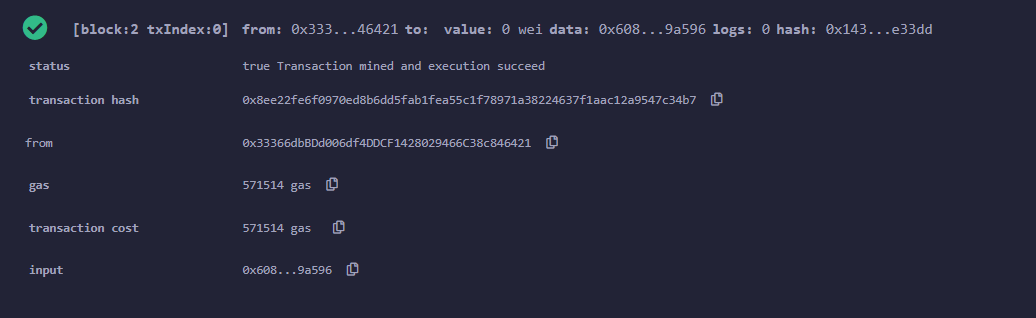 [block:2 txIndex:0] from: 0x333...46421 to: value: 0 wei data: 0x608...9a596 logs: 0 hash: 0x143...e33dd
status true Transaction mined and execution succeed
transaction hash 0x8ee22fe6f0970ed8b6dd5fab1fea55c1f78971a38224637f1aac12a9547c34b7
from 0x33366dbBDd006df4DDCF1428029466C38c846421
gas 571514 gas
transaction cost 571514 gas
input 0x608...9a596